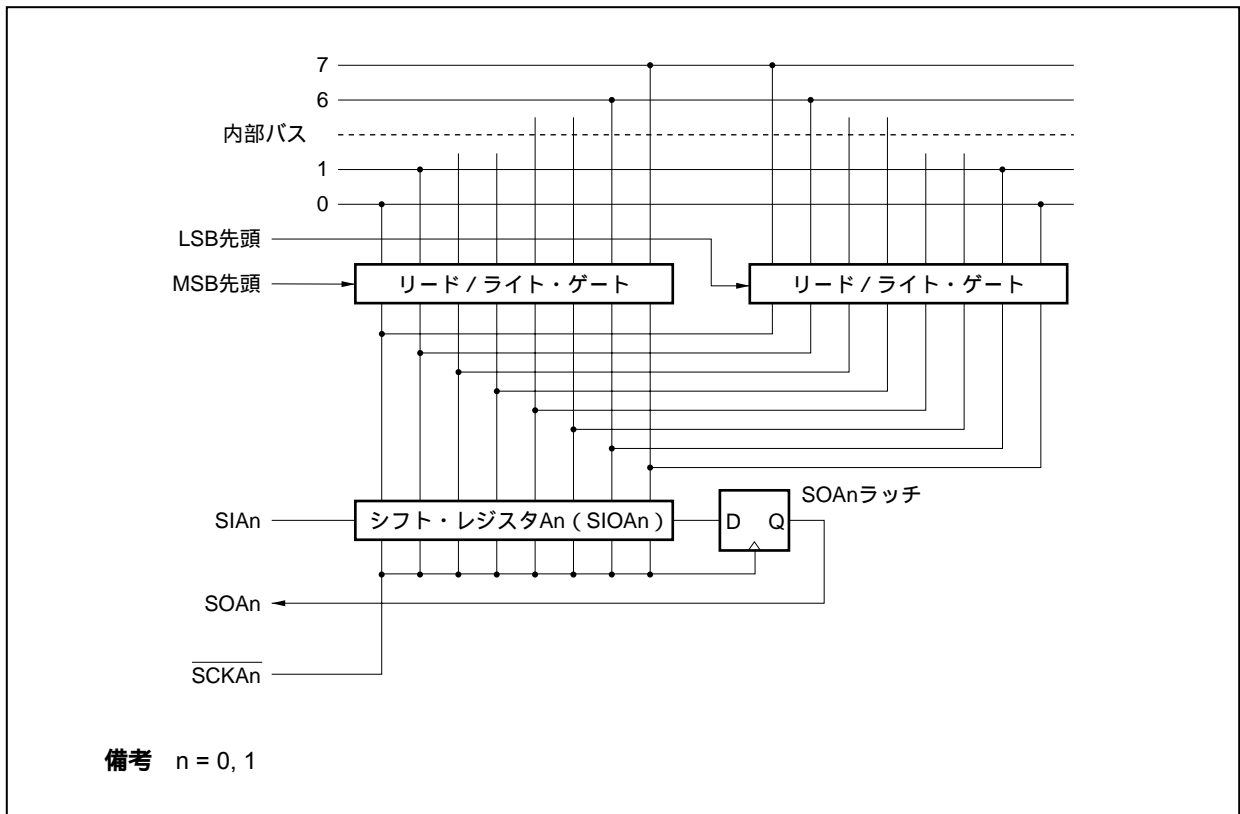 7
6
内部バス
1
0
LSB先頭
MSB先頭
リード / ライト・ゲート
リード / ライト・ゲート
SOAnラッチ
SIAn
シフト・レジスタAn ( SIOAn )
D Q
SOAn
SCKAn
備考 n = 0, 1